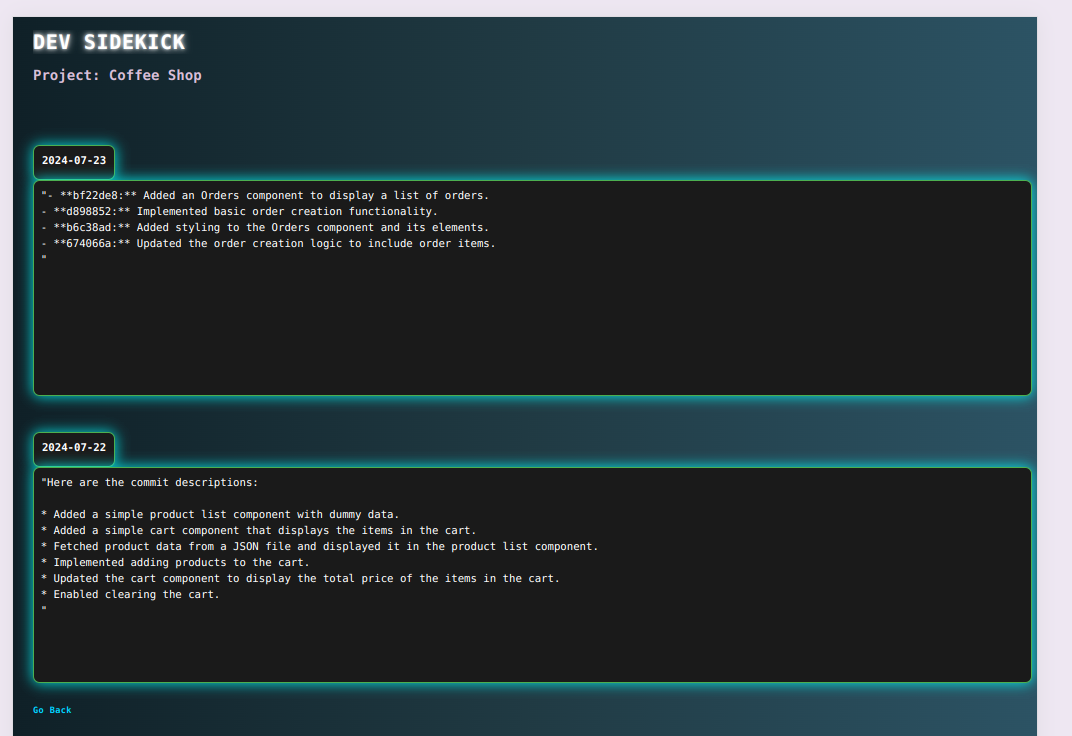 DEV SIDEKICK
Project: Coffee Shop
2024-07-23
"- **bf22de8:** Added an Orders component to display a list of orders.
- **d898852:** Implemented basic order creation functionality.
- **b6c38ad:** Added styling to the Orders component and its elements.
- **674066a:** Updated the order creation logic to include order items.
"
2024-07-22
"Here are the commit descriptions:
* Added a simple product list component with dummy data.
* Added a simple cart component that displays the items in the cart.
* Fetched product data from a JSON file and displayed it in the product list component.
* Implemented adding products to the cart.
* Updated the cart component to display the total price of the items in the cart.
* Enabled clearing the cart.
"
Go Back